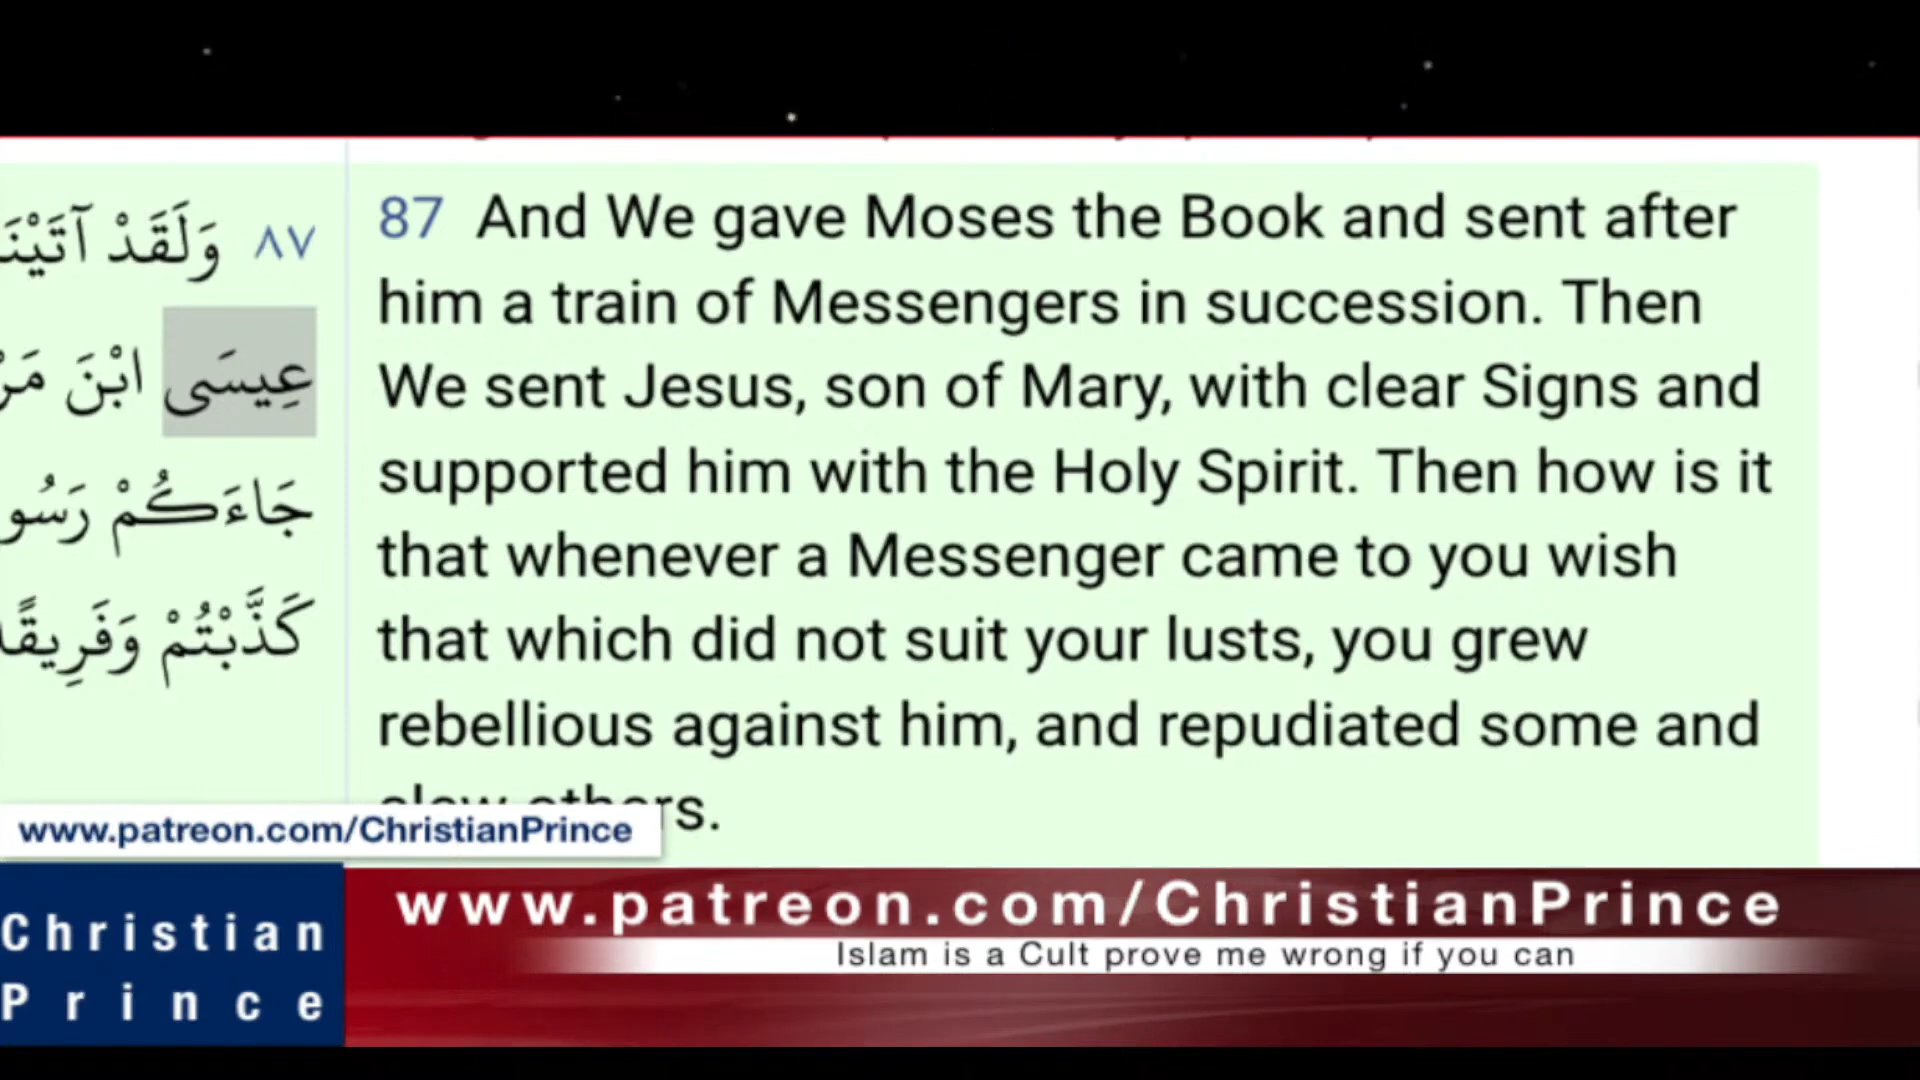 87 And We gave Moses the Book and sent after
him a train of Messengers in succession. Then
We sent Jesus, son of Mary, with clear Signs and
supported him with the Holy Spirit. Then how is it
that whenever a Messenger came to you wish
that which did not suit your lusts, you grew
rebellious against him, and repudiated some and
slew others.
٨٧ وَلَقَدْ آتَيْنَا
عِيسَى ابْنَ
جَاءَكُمْ
كَذَّبْتُمْ وَفَرِيقًا
www.patreon.com/ChristianPrince
Christian
Prince
www.patreon.com/ChristianPrince
Islam is a Cult prove me wrong if you can